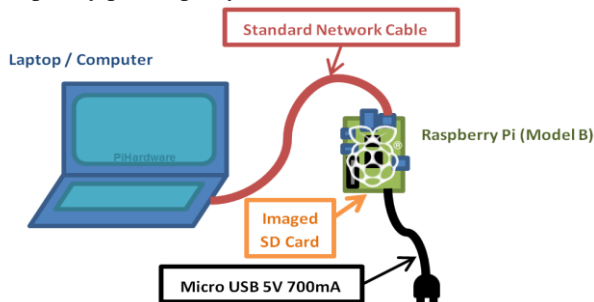 Standard Network Cable
Laptop / Computer
PiHardware
Raspberry Pi (Model B)
®
Imaged
SD Card
Micro USB 5V 700mA